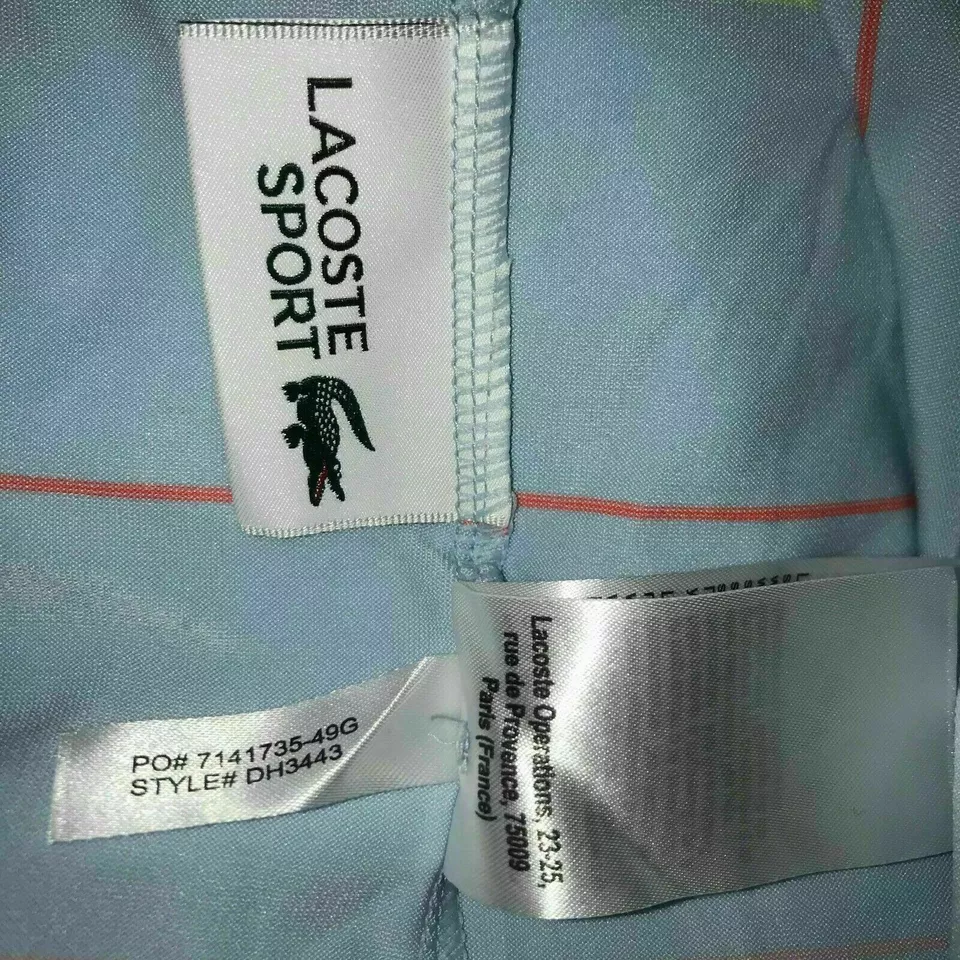 LACOSTE
SPORT
PO# 7141735-49G
STYLE# DH3443
Lacoste Operations, 23-25,
rue de Provence, 75009
Paris (France)